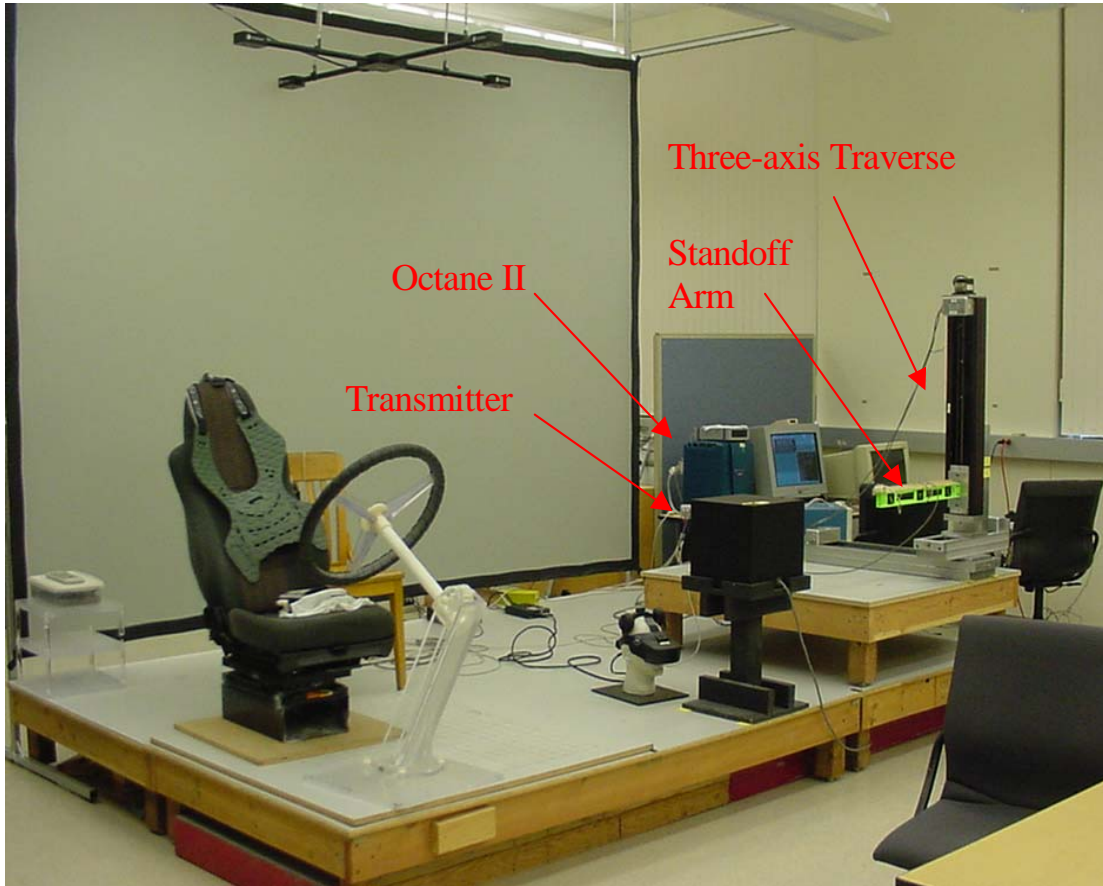 Three-axis Traverse
Standoff
Arm
Octane II
Transmitter